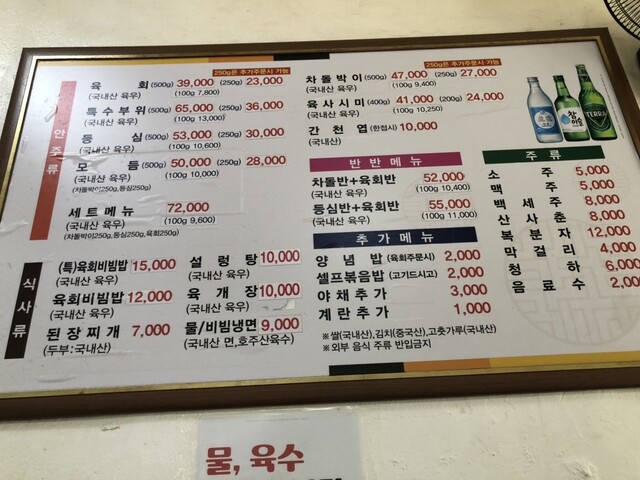 250g은 추가주문시 가능
안주류
육 회 (500g) 39,000 (250g) 23,000
(국내산 육우) (100g 7,800)
특수부위 (500g) 65,000 (250g) 36,000
(국내산 육우) (100g 13,000)
등 심 (500g) 53,000 (250g) 30,000
(국내산 육우) (100g 10,600)
모 듬 (500g) 50,000 (250g) 28,000
(국내산 육우) (100g 10,000)
(차돌박이250g,등심250g)
세트메뉴 72,000
(국내산 육우) (100g 9,600)
(차돌박이250g,등심250g,육회250g)
250g은 추가주문시 가능
차돌박이 (500g) 47,000 (250g) 27,000
(국내산 육우) (100g 9,400)
육사시미 (400g) 41,000 (200g) 24,000
(국내산 육우) (100g 10,250)
간 천엽 (한접시) 10,000
(국내산 육우)
반반메뉴
차돌반+육회반 52,000
(국내산 육우) (100g 10,400)
등심반+육회반 55,000
(국내산 육우) (100g 11,000)
추가메뉴
양념밥 (육회주문시) 2,000
셀프볶음밥 (고기드시고) 2,000
야채추가 3,000
계란추가 1,000
※쌀(국내산),김치(중국산),고춧가루(국내산)
※외부 음식 주류 반입금지
주류
소 주 5,000
맥 주 5,000
백 세 주 8,000
산 사 춘 8,000
복 분 자 12,000
막 걸 리 4,000
청 하 6,000
음 료 수 2,000
참이슬
TERRA
식사류
(특)육회비빔밥 15,000
(국내산 육우)
육회비빔밥 12,000
(국내산 육우)
된장찌개 7,000
(두부:국내산)
설렁탕 10,000
(국내산 육우)
육개장 10,000
(국내산 육우)
물/비빔냉면 9,000
(국내산 면,호주산육수)
물, 육수